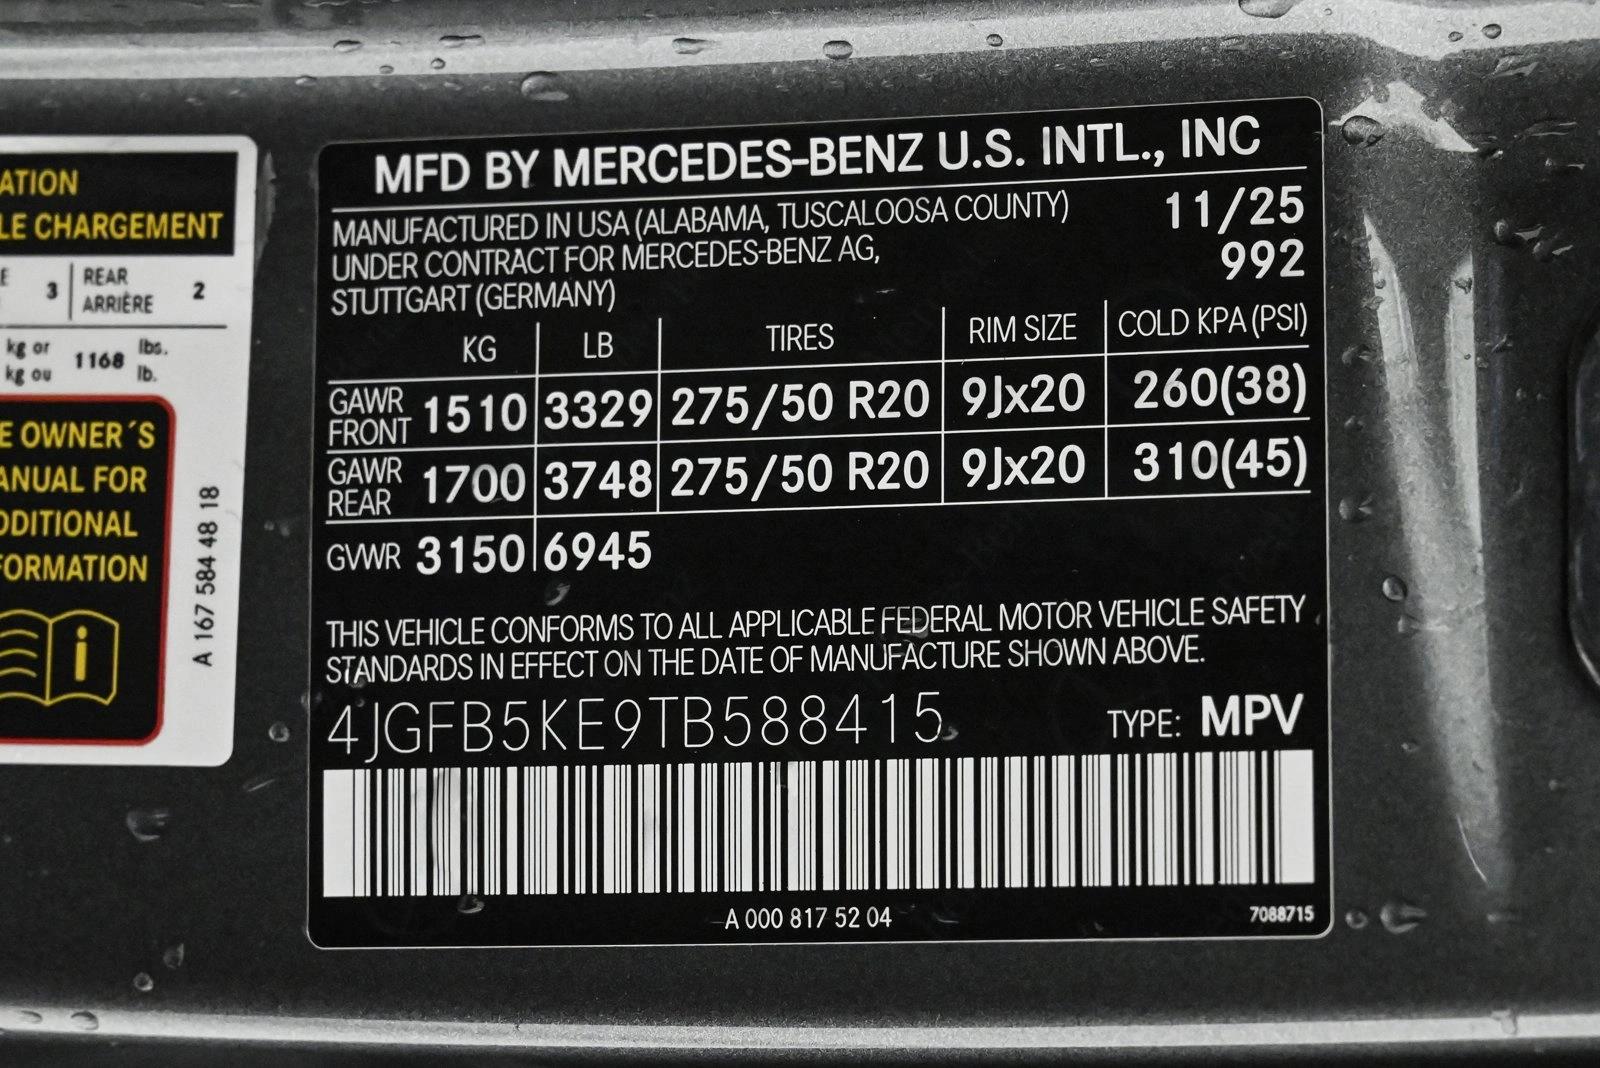 ATION
LE CHARGEMENT
E 3 REAR
ARRIÈRE 2
kg or
kg ou 1168 lbs.
lb.
E OWNER´S
ANUAL FOR
DDITIONAL
FORMATION
i
A 167 584 48 18
MFD BY MERCEDES-BENZ U.S. INTL., INC
MANUFACTURED IN USA (ALABAMA, TUSCALOOSA COUNTY) 11/25
UNDER CONTRACT FOR MERCEDES-BENZ AG, 992
STUTTGART (GERMANY)
KG LB TIRES RIM SIZE COLD KPA (PSI)
GAWR FRONT 1510 3329 275/50 R20 9Jx20 260(38)
GAWR REAR 1700 3748 275/50 R20 9Jx20 310(45)
GVWR 3150 6945
THIS VEHICLE CONFORMS TO ALL APPLICABLE FEDERAL MOTOR VEHICLE SAFETY
STANDARDS IN EFFECT ON THE DATE OF MANUFACTURE SHOWN ABOVE.
4JGFB5KE9TB588415 TYPE: MPV
A 000 817 52 04 7088715